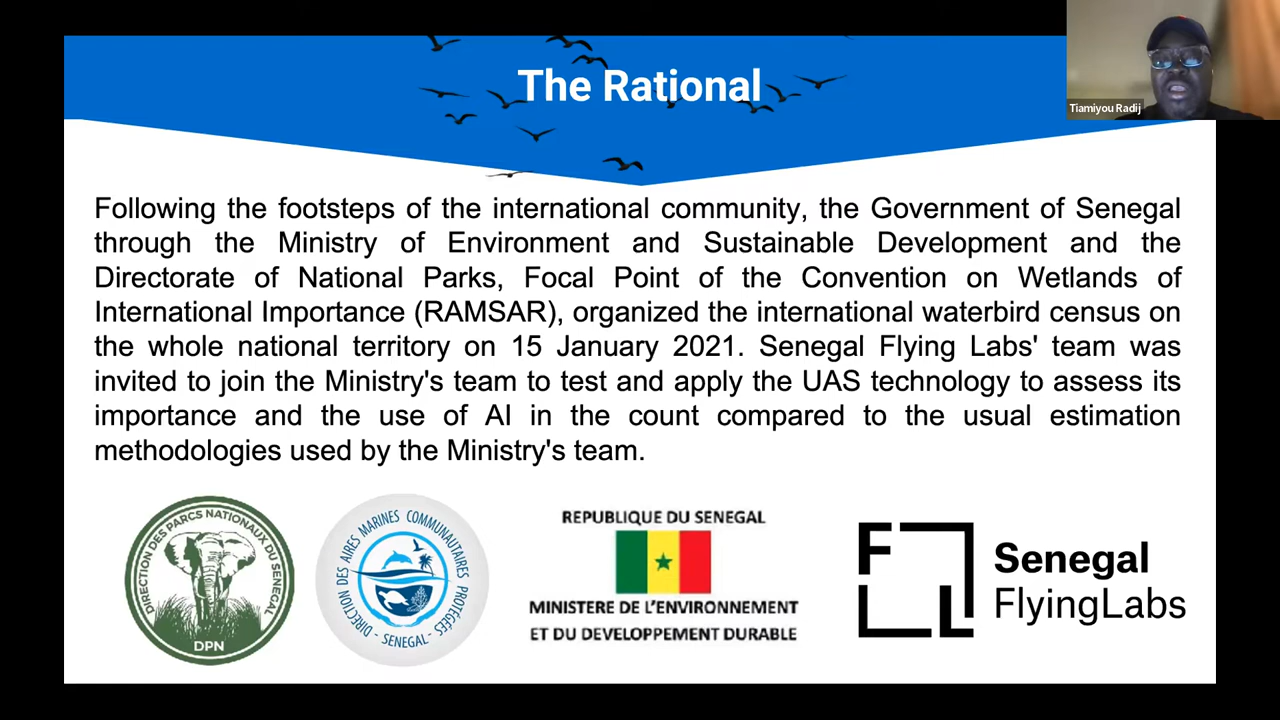 The Rational
Tiamiyou Radij
Following the footsteps of the international community, the Government of Senegal
through the Ministry of Environment and Sustainable Development and the
Directorate of National Parks, Focal Point of the Convention on Wetlands of
International Importance (RAMSAR), organized the international waterbird census on
the whole national territory on 15 January 2021. Senegal Flying Labs' team was
invited to join the Ministry's team to test and apply the UAS technology to assess its
importance and the use of AI in the count compared to the usual estimation
methodologies used by the Ministry's team.
DIRECTION DES PARCS NATIONAUX DU SENEGAL
DPN
DIRECTION DES AIRES MARINES COMMUNAUTAIRES PROTÉGÉES
- SENEGAL -
REPUBLIQUE DU SENEGAL
MINISTERE DE L'ENVIRONNEMENT
ET DU DEVELOPPEMENT DURABLE
F L
Senegal
FlyingLabs